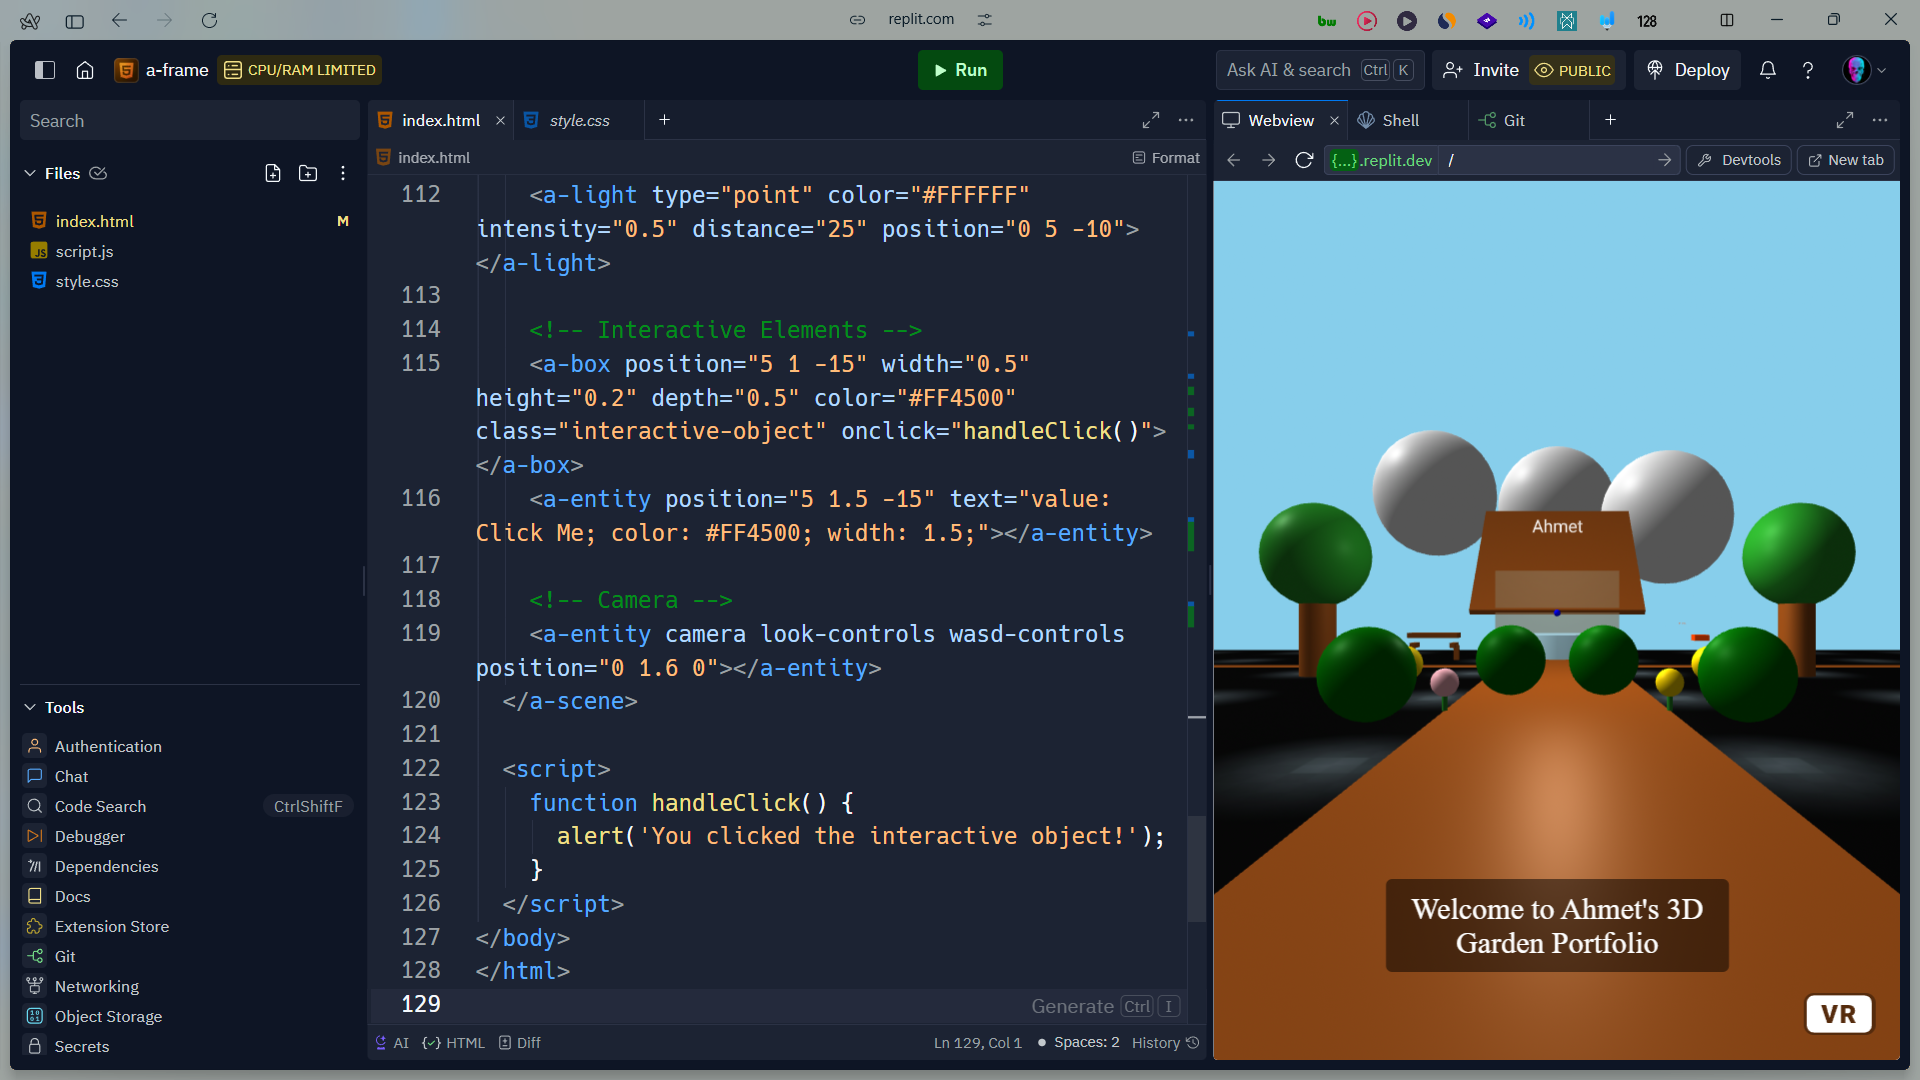 replit.com
bw
128
a-frame
CPU/RAM LIMITED
Run
Ask AI & search Ctrl K
Invite
PUBLIC
Deploy
Search
Files
index.html M
script.js
JS
style.css
Tools
Authentication
Chat
Code Search CtrlShiftF
Debugger
Dependencies
Docs
Extension Store
Git
Networking
Object Storage
Secrets
index.html
style.css
index.html
Format
112 <a-light type="point" color="#FFFFFF"
intensity="0.5" distance="25" position="0 5 -10">
</a-light>
113
114 <!-- Interactive Elements -->
115 <a-box position="5 1 -15" width="0.5"
height="0.2" depth="0.5" color="#FF4500"
class="interactive-object" onclick="handleClick()">
</a-box>
116 <a-entity position="5 1.5 -15" text="value:
Click Me; color: #FF4500; width: 1.5;"></a-entity>
117
118 <!-- Camera -->
119 <a-entity camera look-controls wasd-controls
position="0 1.6 0"></a-entity>
120 </a-scene>
121
122 <script>
123 function handleClick() {
124 alert('You clicked the interactive object!');
125 }
126 </script>
127 </body>
128 </html>
129
Generate Ctrl I
AI
HTML
Diff
Ln 129, Col 1
Spaces: 2
History
Webview
Shell
Git
{...}.replit.dev
/
Devtools
New tab
Ahmet
Welcome to Ahmet's 3D
Garden Portfolio
VR